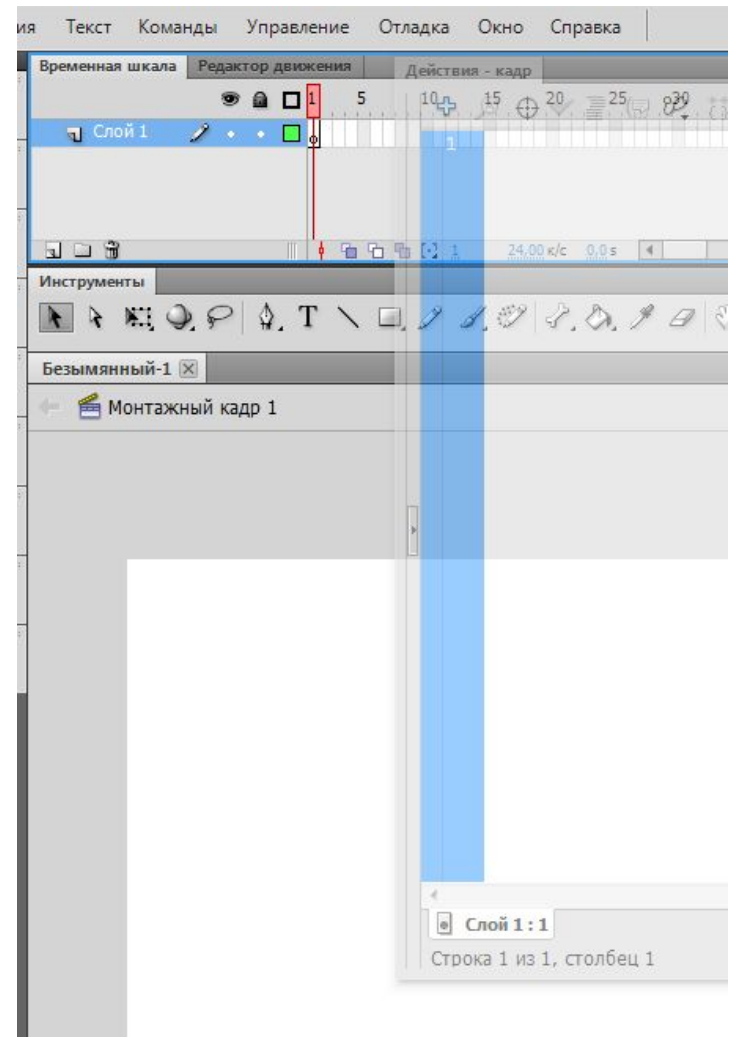 ия Текст Команды Управление Отладка Окно Справка
Временная шкала Редактор движения Действия - кадр
1 5 10 15 20 25 30
Слой 1
1
1 24,00 к/с 0,0 s
Инструменты
T
Безымянный-1
Монтажный кадр 1
Слой 1 : 1
Строка 1 из 1, столбец 1